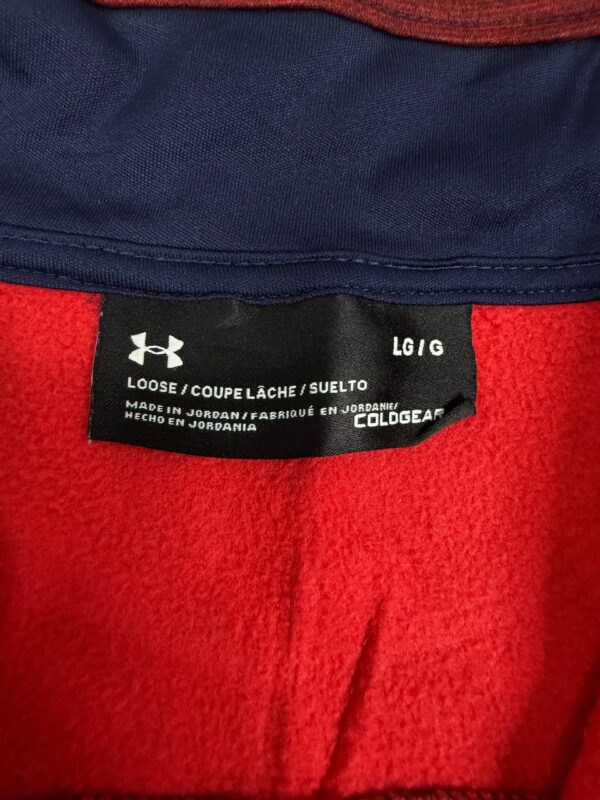 LG/G
LOOSE/COUPE LÂCHE/SUELTO
MADE IN JORDAN/FABRIQUÉ EN JORDANIE/
HECHO EN JORDANIA
COLDGEAR